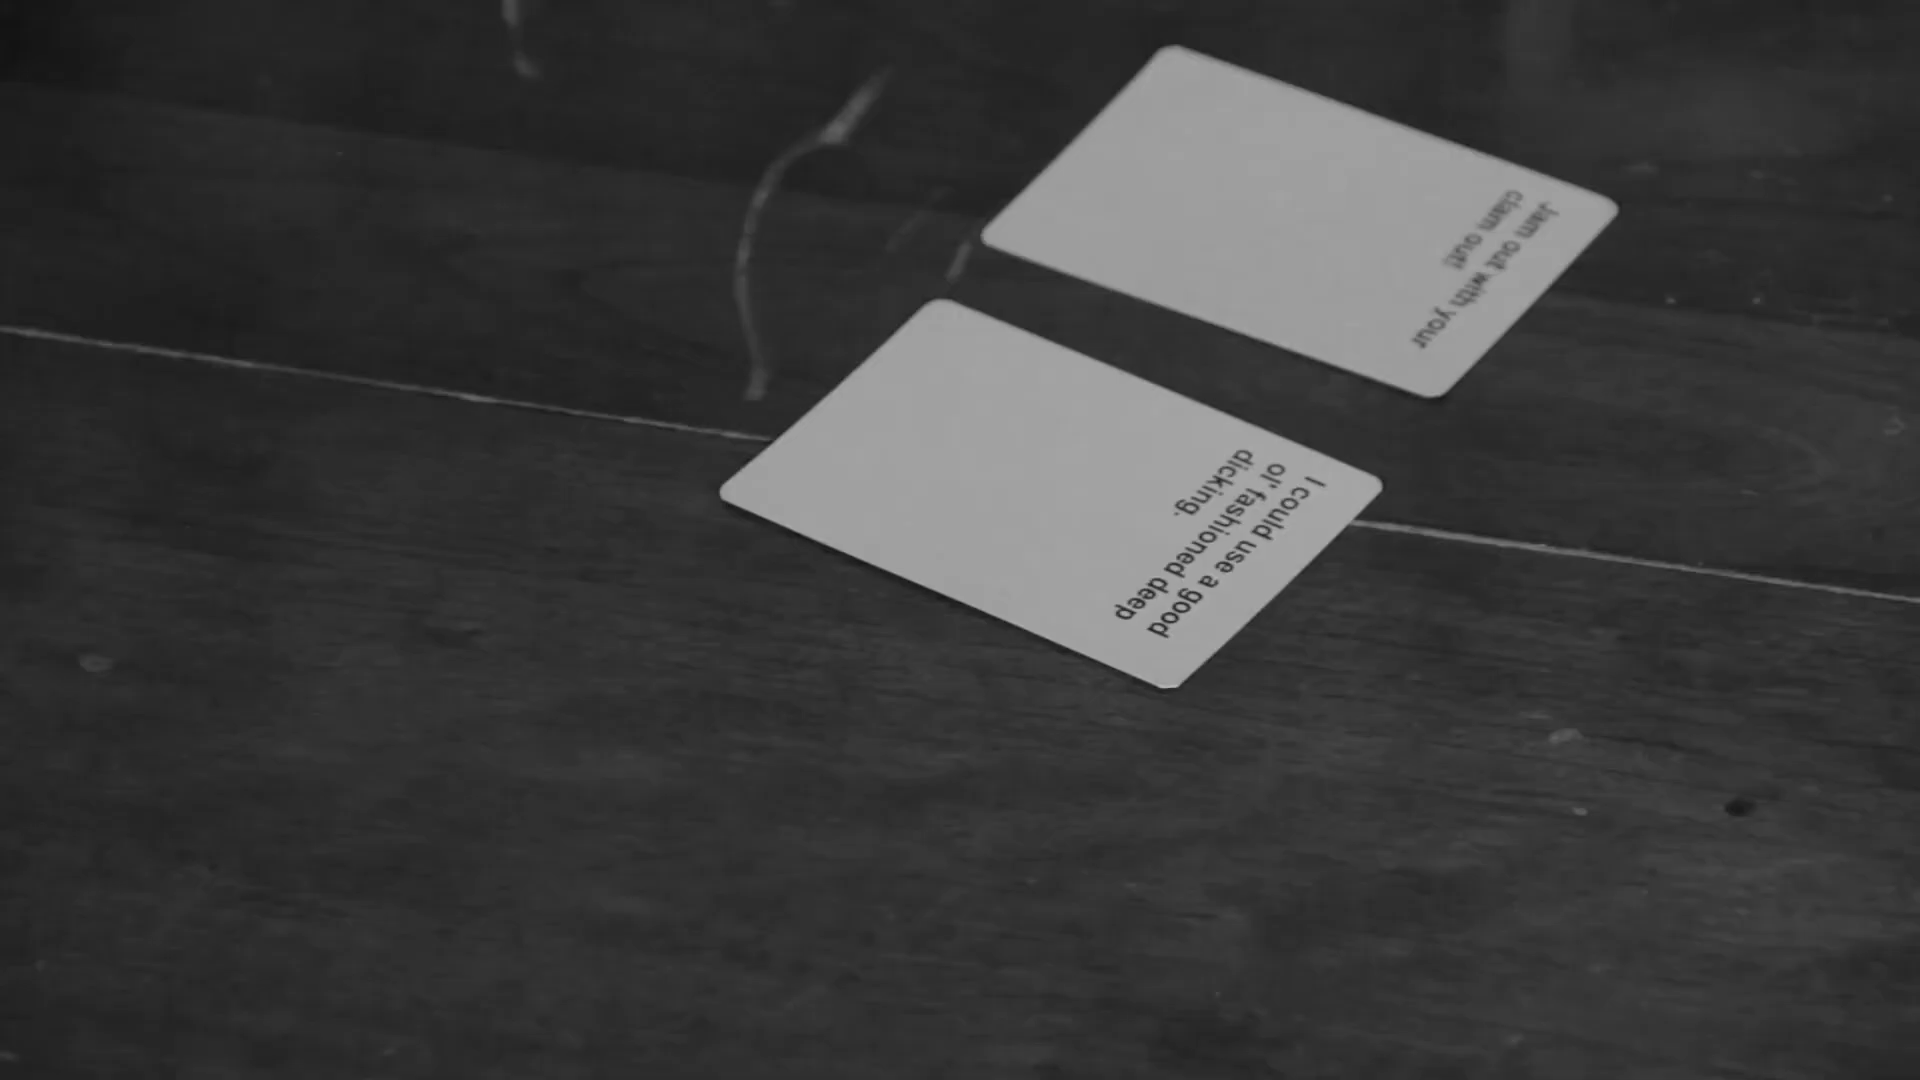 Jam out with your
clam out!
I could use a good
ol' fashioned deep
dicking.